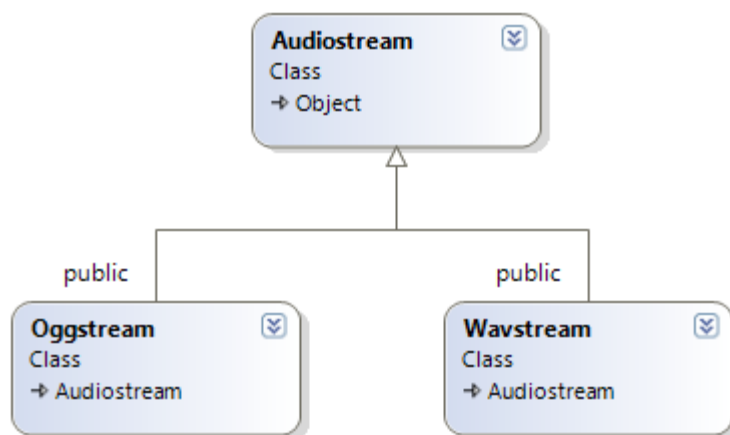 Audiostream
Class
Object
public
public
Oggstream
Class
Audiostream
Wavstream
Class
Audiostream